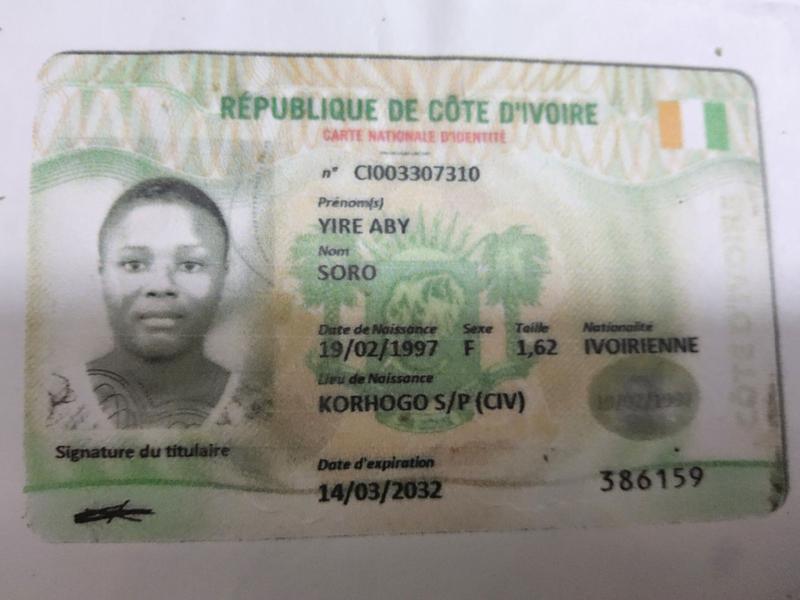 RÉPUBLIQUE DE CÔTE D'IVOIRE
CARTE NATIONALE D'IDENTITÉ
n° CI003307310
Prénom(s)
YIRE ABY
Nom
SORO
Date de Naissance Sexe Taille Nationalité
19/02/1997 F 1,62 IVOIRIENNE
Lieu de Naissance
KORHOGO S/P (CIV)
Signature du titulaire
Date d'expiration
14/03/2032
386159